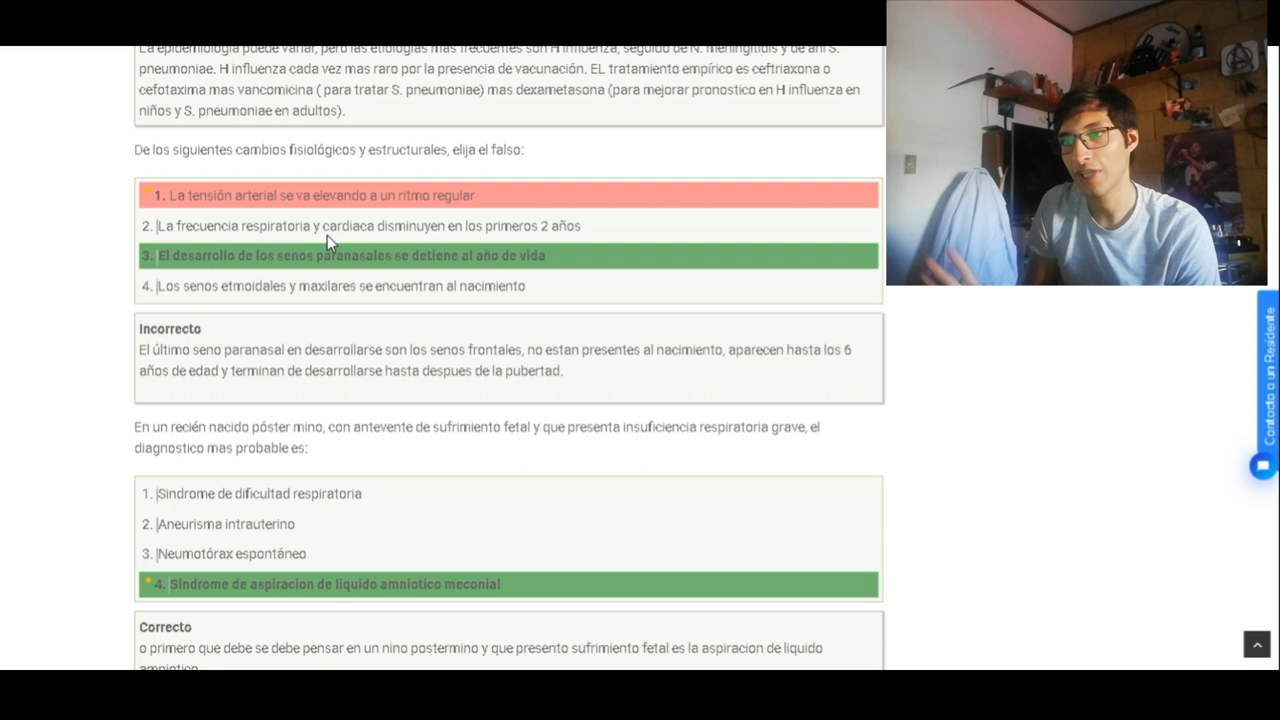 La epidemiologia puede variar, pero las etiologias mas frecuentes son H influenza, seguido de N. meningitidis y de ahi S.
pneumoniae. H influenza cada vez mas raro por la presencia de vacunación. EL tratamiento empírico es ceftriaxona o
cefotaxima mas vancomicina ( para tratar S. pneumoniae) mas dexametasona (para mejorar pronostico en H influenza en
niños y S. pneumoniae en adultos).
De los siguientes cambios fisiológicos y estructurales, elija el falso:
1. La tensión arterial se va elevando a un ritmo regular
2. La frecuencia respiratoria y cardiaca disminuyen en los primeros 2 años
3. El desarrollo de los senos paranasales se detiene al año de vida
4. Los senos etmoidales y maxilares se encuentran al nacimiento
Incorrecto
El último seno paranasal en desarrollarse son los senos frontales, no estan presentes al nacimiento, aparecen hasta los 6
años de edad y terminan de desarrollarse hasta despues de la pubertad.
En un recién nacido póster mino, con antevente de sufrimiento fetal y que presenta insuficiencia respiratoria grave, el
diagnostico mas probable es:
1. Sindrome de dificultad respiratoria
2. Aneurisma intrauterino
3. Neumotórax espontáneo
4. Sindrome de aspiracion de liquido amniotico meconial
Correcto
o primero que debe se debe pensar en un nino postermino y que presento sufrimiento fetal es la aspiracion de liquido
amniotico
Contacta a un Residente